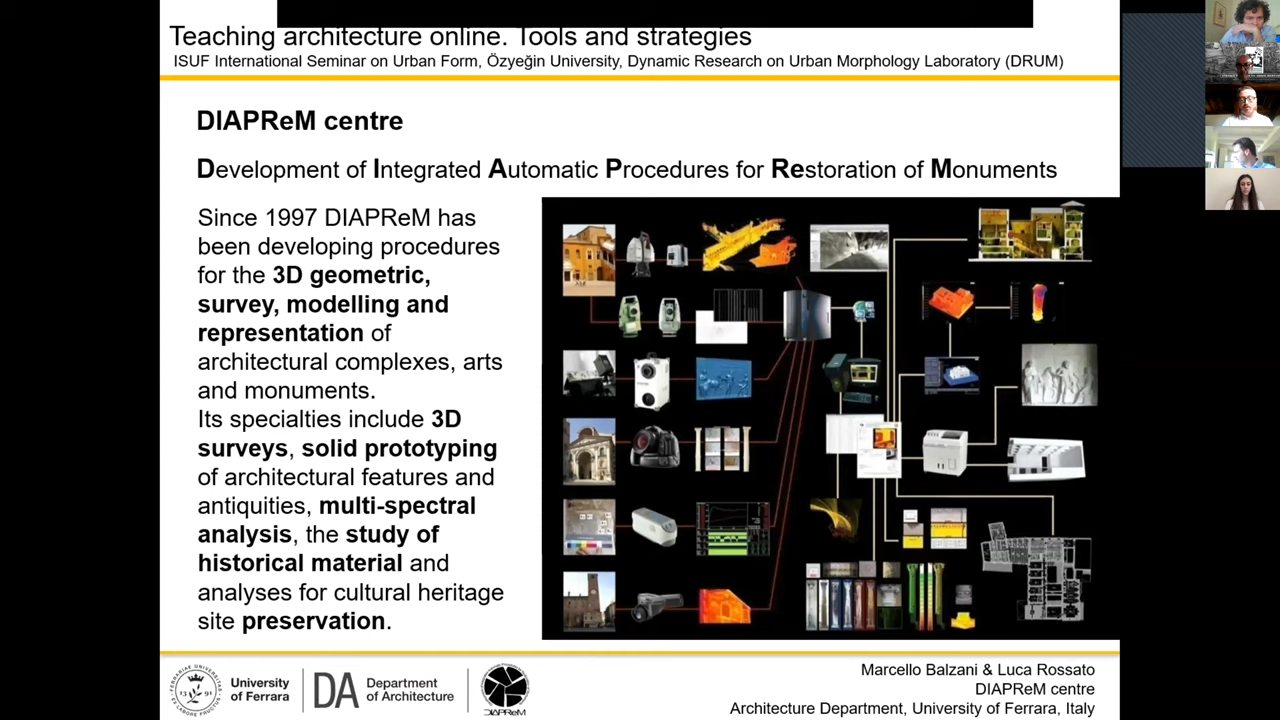 Teaching architecture online. Tools and strategies
ISUF International Seminar on Urban Form, Özyeğin University, Dynamic Research on Urban Morphology Laboratory (DRUM)
DIAPReM centre
Development of Integrated Automatic Procedures for Restoration of Monuments
Since 1997 DIAPReM has
been developing procedures
for the 3D geometric,
survey, modelling and
representation of
architectural complexes, arts
and monuments.
Its specialties include 3D
surveys, solid prototyping
of architectural features and
antiquities, multi-spectral
analysis, the study of
historical material and
analyses for cultural heritage
site preservation.
University
of Ferrara
DA
Department
of Architecture
DIAPReM
Marcello Balzani & Luca Rossato
DIAPReM centre
Architecture Department, University of Ferrara, Italy